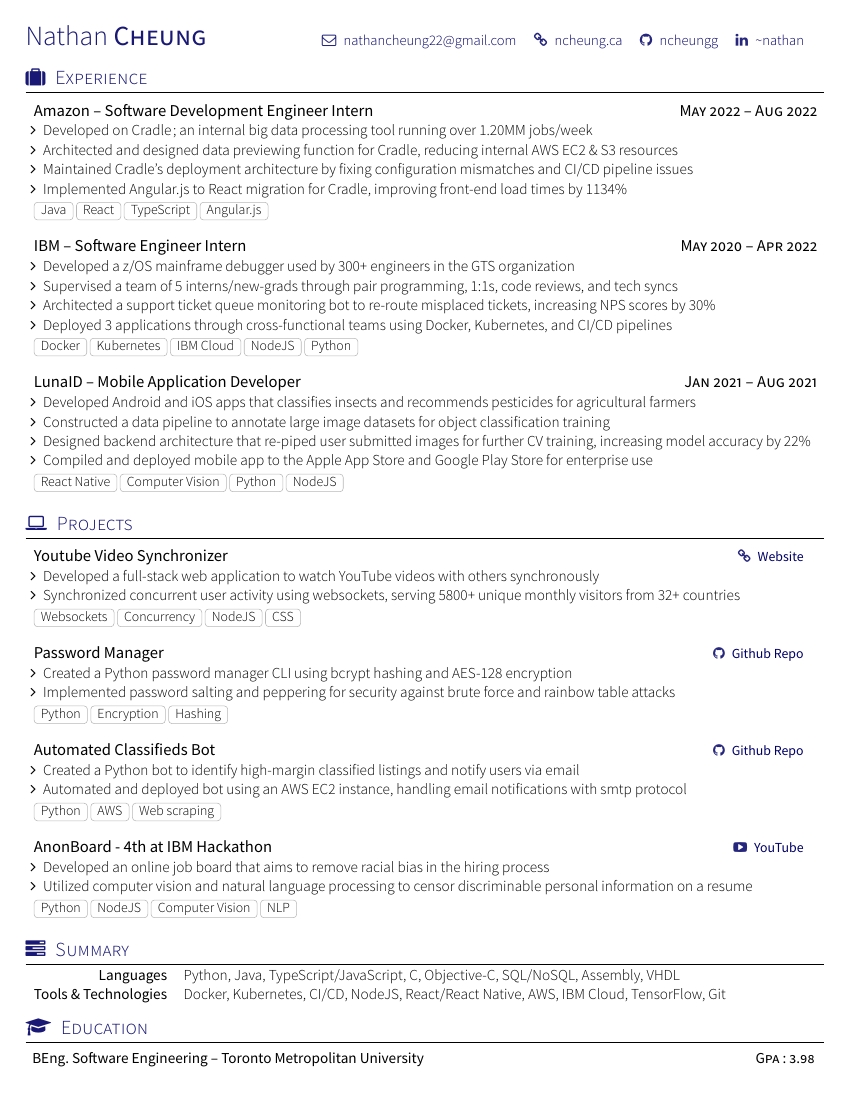 Nathan CHEUNG
nathancheung22@gmail.com ncheung.ca ncheungg ~nathan
EXPERIENCE
Amazon – Software Development Engineer Intern MAY 2022 – AUG 2022
Developed on Cradle; an internal big data processing tool running over 1.20MM jobs/week
Architected and designed data previewing function for Cradle, reducing internal AWS EC2 & S3 resources
Maintained Cradle's deployment architecture by fixing configuration mismatches and CI/CD pipeline issues
Implemented Angular.js to React migration for Cradle, improving front-end load times by 1134%
Java React TypeScript Angular.js
IBM – Software Engineer Intern MAY 2020 – APR 2022
Developed a z/OS mainframe debugger used by 300+ engineers in the GTS organization
Supervised a team of 5 interns/new-grads through pair programming, 1:1s, code reviews, and tech syncs
Architected a support ticket queue monitoring bot to re-route misplaced tickets, increasing NPS scores by 30%
Deployed 3 applications through cross-functional teams using Docker, Kubernetes, and CI/CD pipelines
Docker Kubernetes IBM Cloud NodeJS Python
LunaID – Mobile Application Developer JAN 2021 – AUG 2021
Developed Android and iOS apps that classifies insects and recommends pesticides for agricultural farmers
Constructed a data pipeline to annotate large image datasets for object classification training
Designed backend architecture that re-piped user submitted images for further CV training, increasing model accuracy by 22%
Compiled and deployed mobile app to the Apple App Store and Google Play Store for enterprise use
React Native Computer Vision Python NodeJS
PROJECTS
Youtube Video Synchronizer Website
Developed a full-stack web application to watch YouTube videos with others synchronously
Synchronized concurrent user activity using websockets, serving 5800+ unique monthly visitors from 32+ countries
Websockets Concurrency NodeJS CSS
Password Manager Github Repo
Created a Python password manager CLI using bcrypt hashing and AES-128 encryption
Implemented password salting and peppering for security against brute force and rainbow table attacks
Python Encryption Hashing
Automated Classifieds Bot Github Repo
Created a Python bot to identify high-margin classified listings and notify users via email
Automated and deployed bot using an AWS EC2 instance, handling email notifications with smtp protocol
Python AWS Web scraping
AnonBoard - 4th at IBM Hackathon YouTube
Developed an online job board that aims to remove racial bias in the hiring process
Utilized computer vision and natural language processing to censor discriminable personal information on a resume
Python NodeJS Computer Vision NLP
SUMMARY
Languages Python, Java, TypeScript/JavaScript, C, Objective-C, SQL/NoSQL, Assembly, VHDL
Tools & Technologies Docker, Kubernetes, CI/CD, NodeJS, React/React Native, AWS, IBM Cloud, TensorFlow, Git
EDUCATION
BEng. Software Engineering – Toronto Metropolitan University GPA : 3.98